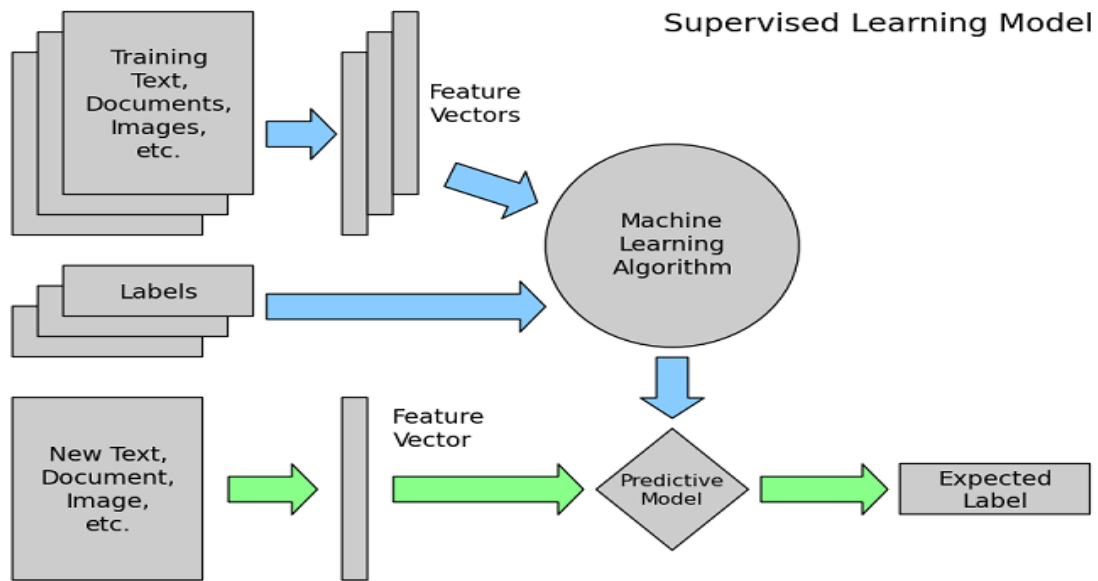 Supervised Learning Model
Training
Text,
Documents,
Images,
etc.
Feature
Vectors
Machine
Learning
Algorithm
Labels
New Text,
Document,
Image,
etc.
Feature
Vector
Predictive
Model
Expected
Label